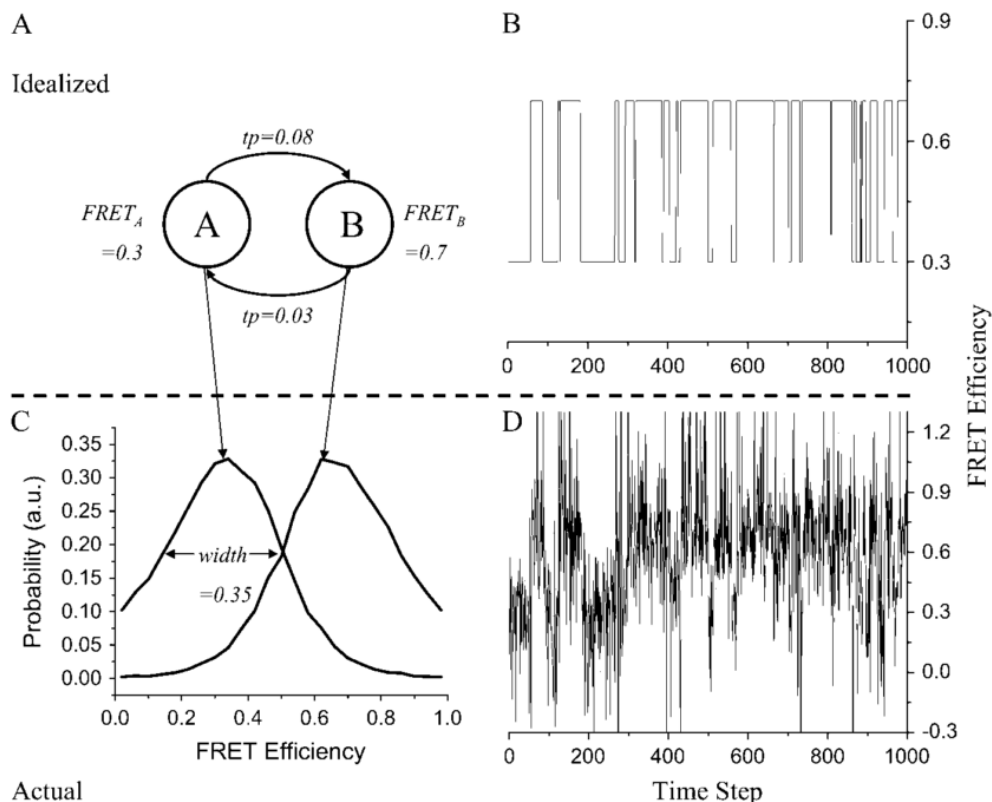 A
Idealized
tp=0.08
FRET_A
=0.3
A
B
FRET_B
=0.7
tp=0.03
B
0.9
0.6
0.3
0 200 400 600 800 1000
FRET Efficiency
C
0.35
0.30
0.25
0.20
0.15
0.10
0.05
0.00
Probability (a.u.)
width
=0.35
0.0 0.2 0.4 0.6 0.8 1.0
FRET Efficiency
Actual
D
1.2
0.9
0.6
0.3
0.0
-0.3
0 200 400 600 800 1000
Time Step